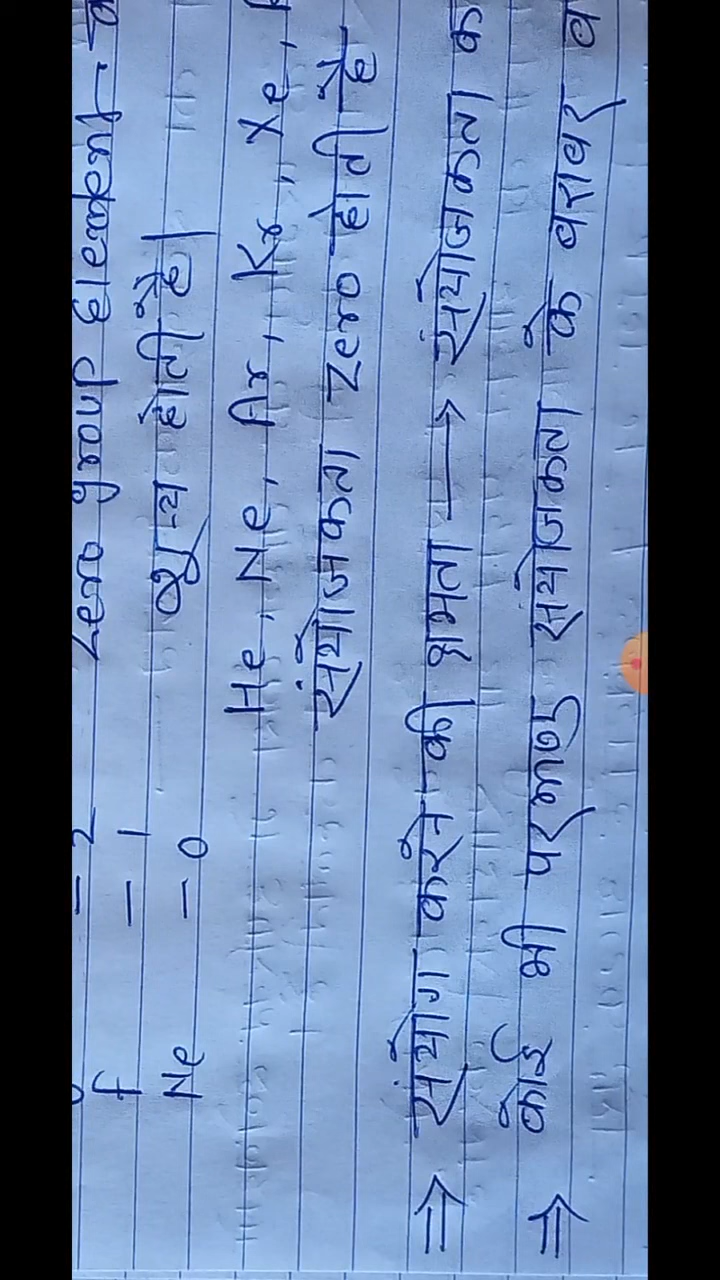 = 2 Zero group Element -
f = 1 शून्य होती है।
Ne - 0
He, Ne, Ar, Kr, Xe,
संयोजकता Zero होती है
⇒ संयोग करने की क्षमता → संयोजकता क
⇒ कोई भी परमाणु संयोजकता के बराबर